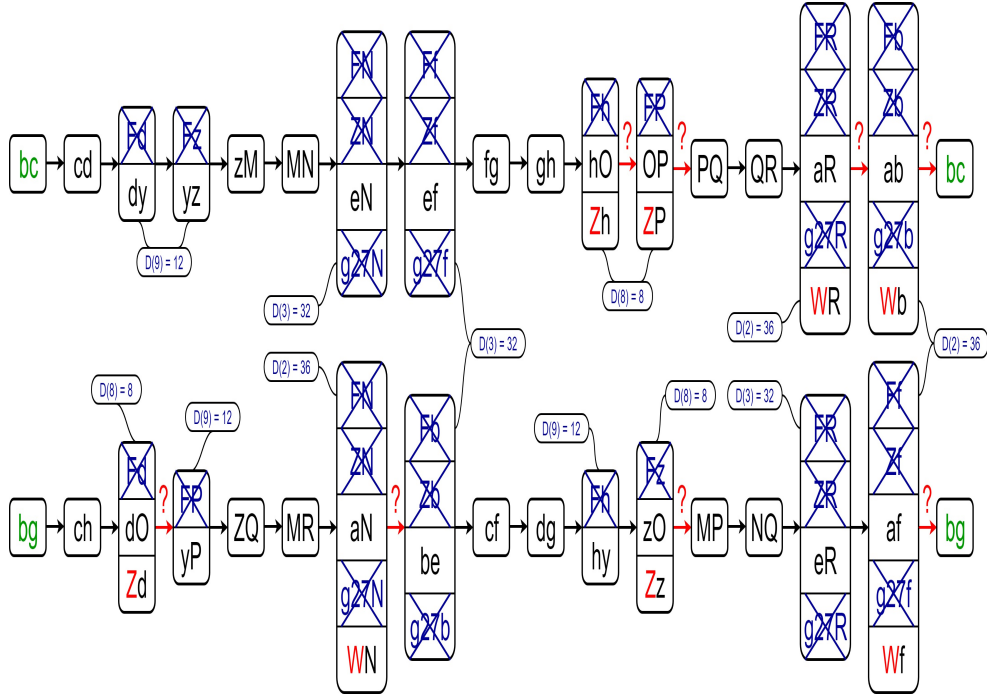 FR Fb
FN Ff ZR Zb
Fd Fz ZN Zf Fh ? FP ? ? ?
bc cd dy yz zM MN eN ef fg gh hO OP PQ QR aR ab bc
Zh ZP
g27N g27f g27R g27b
D(9) = 12
D(3) = 32 D(8) = 8 WR Wb
D(2) = 36
D(3) = 32 D(2) = 36
D(2) = 36
D(8) = 8 FN D(8) = 8 D(3) = 32 Ff
D(9) = 12 Fb D(9) = 12 FR
Fd ZN Fz Zf
? FP ? Zb Fh ? ZR ?
bg ch dO yP ZQ MR aN be cf dg hy zO MP NQ eR af bg
Zd g27N Zz g27f
g27b g27R
WN Wf